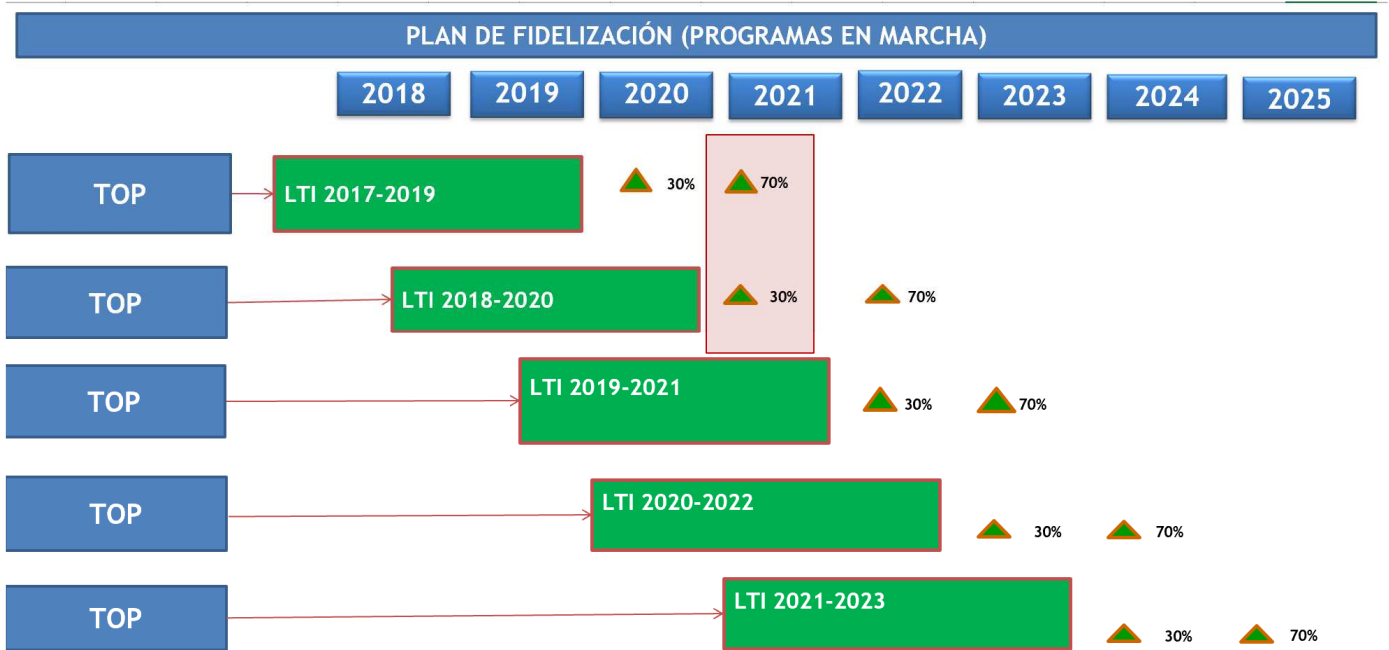 PLAN DE FIDELIZACIÓN (PROGRAMAS EN MARCHA)
2018 2019 2020 2021 2022 2023 2024 2025
TOP LTI 2017-2019 30% 70%
TOP LTI 2018-2020 30% 70%
TOP LTI 2019-2021 30% 70%
TOP LTI 2020-2022 30% 70%
TOP LTI 2021-2023 30% 70%